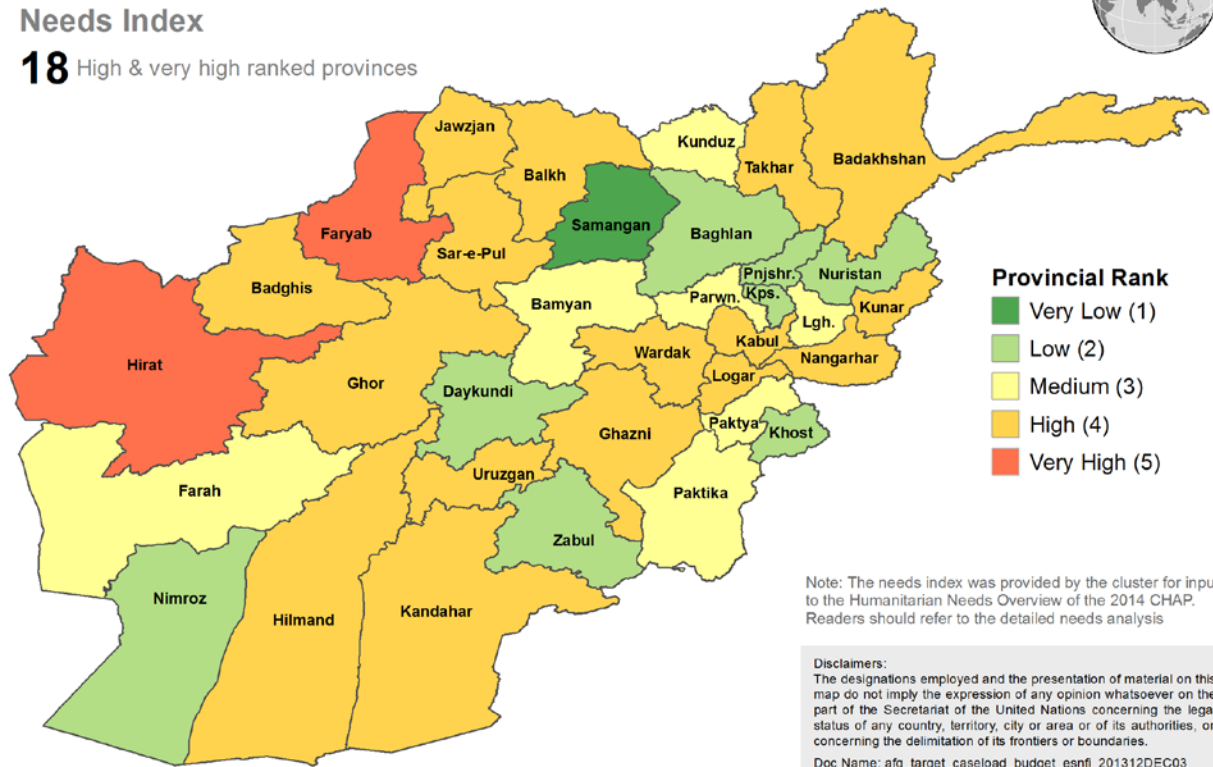 Needs Index
18 High & very high ranked provinces
Jawzjan
Kunduz
Balkh
Takhar
Badakhshan
Samangan
Faryab
Baghlan
Sar-e-Pul
Pnjshr.
Nuristan
Badghis
Parwn.
Kps.
Bamyan
Kunar
Lgh.
Kabul
Wardak
Nangarhar
Hirat
Logar
Ghor
Daykundi
Paktya
Khost
Ghazni
Uruzgan
Farah
Paktika
Zabul
Nimroz
Kandahar
Hilmand
Provincial Rank
Very Low (1)
Low (2)
Medium (3)
High (4)
Very High (5)
Note: The needs index was provided by the cluster for inpu
to the Humanitarian Needs Overview of the 2014 CHAP.
Readers should refer to the detailed needs analysis
Disclaimers:
The designations employed and the presentation of material on this
map do not imply the expression of any opinion whatsoever on the
part of the Secretariat of the United Nations concerning the lega
status of any country, territory, city or area or of its authorities, or
concerning the delimitation of its frontiers or boundaries.
Doc Name: afg_target_caseload_budget_esnfi_201312DEC03